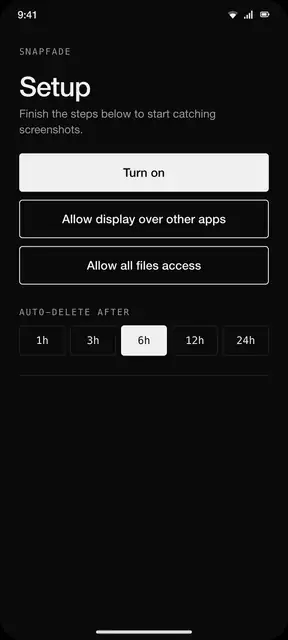 9:41
SNAPFADE
Setup
Finish the steps below to start catching
screenshots.
Turn on
Allow display over other apps
Allow all files access
AUTO–DELETE AFTER
1h 3h 6h 12h 24h